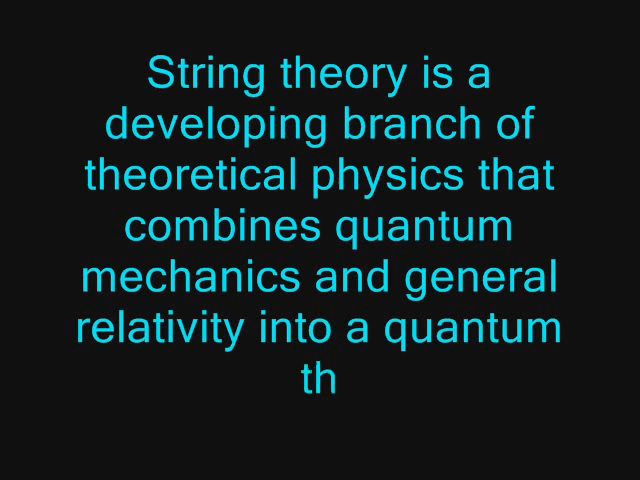 String theory is a
developing branch of
theoretical physics that
combines quantum
mechanics and general
relativity into a quantum
th